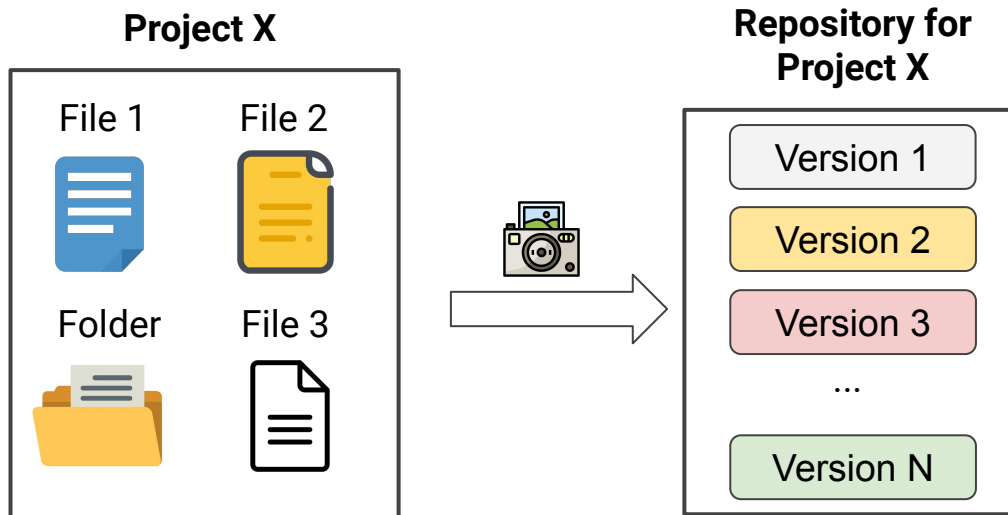 Project X
File 1
File 2
Folder
File 3
Repository for
Project X
Version 1
Version 2
Version 3
...
Version N